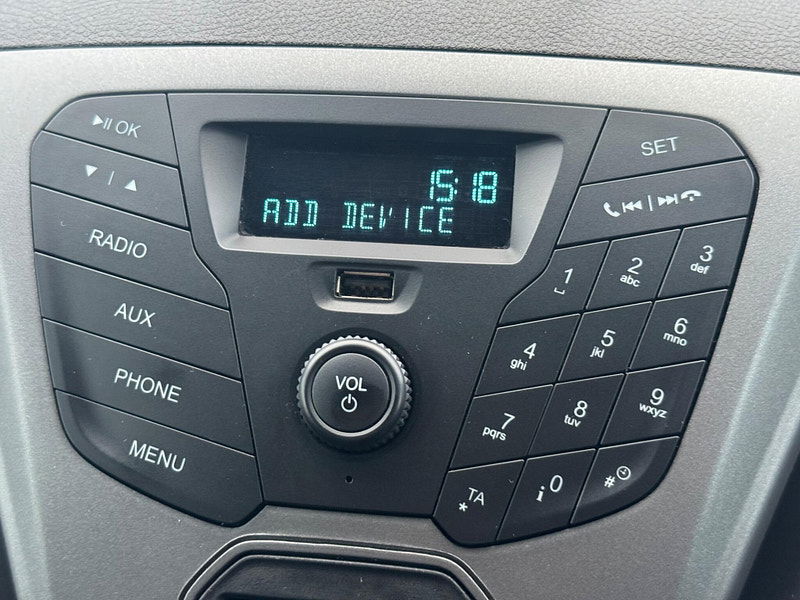 OK
SET
15:18
ADD DEVICE
RADIO
AUX
PHONE
MENU
VOL
1
2
abc
3
def
4
ghi
5
jkl
6
mno
7
pqrs
8
tuv
9
wxyz
TA
*
i 0
#